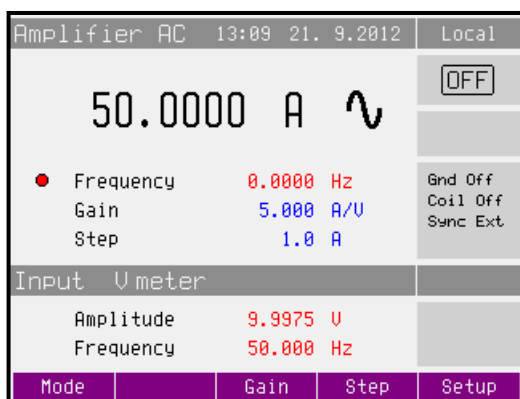 Amplifier AC 13:09 21. 9.2012 Local
OFF
50.0000 A
Frequency 0.0000 Hz
Gain 5.000 A/V
Step 1.0 A
Gnd Off
Coil Off
Sync Ext
Input V meter
Amplitude 9.9975 V
Frequency 50.000 Hz
Mode Gain Step Setup